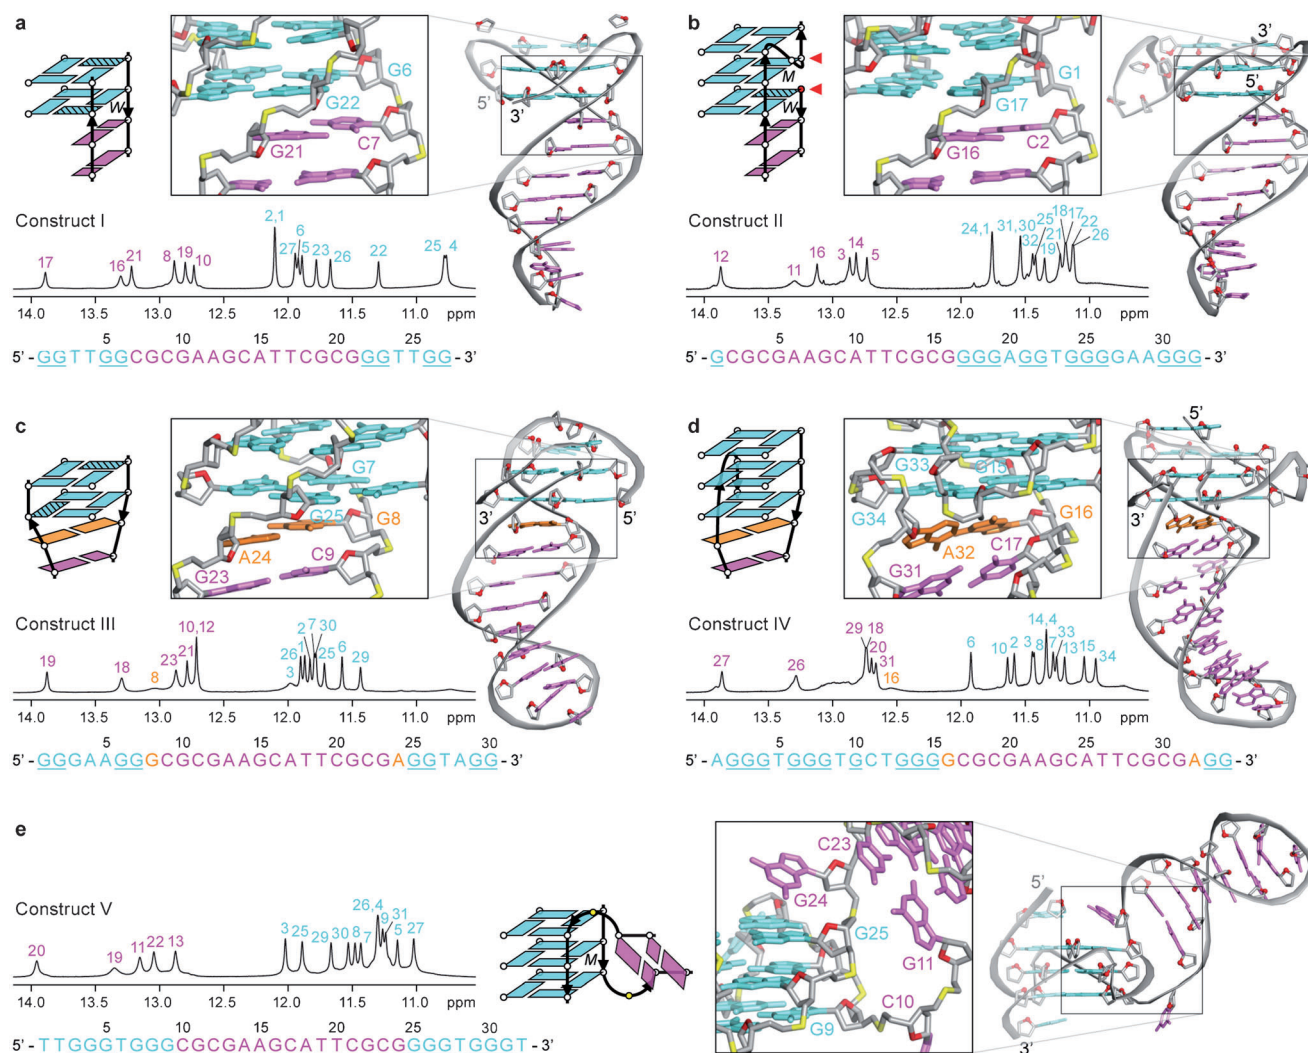 a
W
G6
G22
G21
C7
5'
3'
Construct I
17
16
21
8
19
10
2,1
27
6
5
23
26
22
25
4
14.0 13.5 13.0 12.5 12.0 11.5 11.0 ppm
5 10 15 20 25
5' - GGTTGGCGCGAAGCATTCGCGGGTTGG - 3'
b
M
W
G1
G17
G16
C2
3'
5'
3'
Construct II
12
11
16
3
14
5
24,1
31,30
32
25
19
21
18
17
22
26
14.0 13.5 13.0 12.5 12.0 11.5 11.0 ppm
5 10 15 20 25 30
5' - GCGCGAAGCATTCGCGGGGAGGTGGGGAAGGG - 3'
c
G7
G25
G8
A24
G23
C9
3'
5'
Construct III
19
18
8
23
21
10,12
3
26
2
1
7
30
25
6
29
14.0 13.5 13.0 12.5 12.0 11.5 11.0 ppm
5 10 15 20 25 30
5' - GGGAAGGGCGCGAAGCATTCGCGAGGTAGG - 3'
d
G33
G15
G34
G16
A32
C17
G31
5'
3'
Construct IV
27
26
29
18
20
31
16
6
10
2
3
8
14,4
7
33
13
15
34
14.0 13.5 13.0 12.5 12.0 11.5 11.0 ppm
5 10 15 20 25 30
5' - AGGGTGGGTGCTGGGGCGCGAAGCATTCGCGAGG - 3'
e
Construct V
20
19
11
22
13
3
25
29
30
8
7
26,4
9
31
5
27
14.0 13.5 13.0 12.5 12.0 11.5 11.0 ppm
5 10 15 20 25 30
5' - TTGGGTGGGCGCGAAGCATTCGCGGGGTGGGT - 3'
M
C23
G24
G25
G11
C10
G9
5'
3'